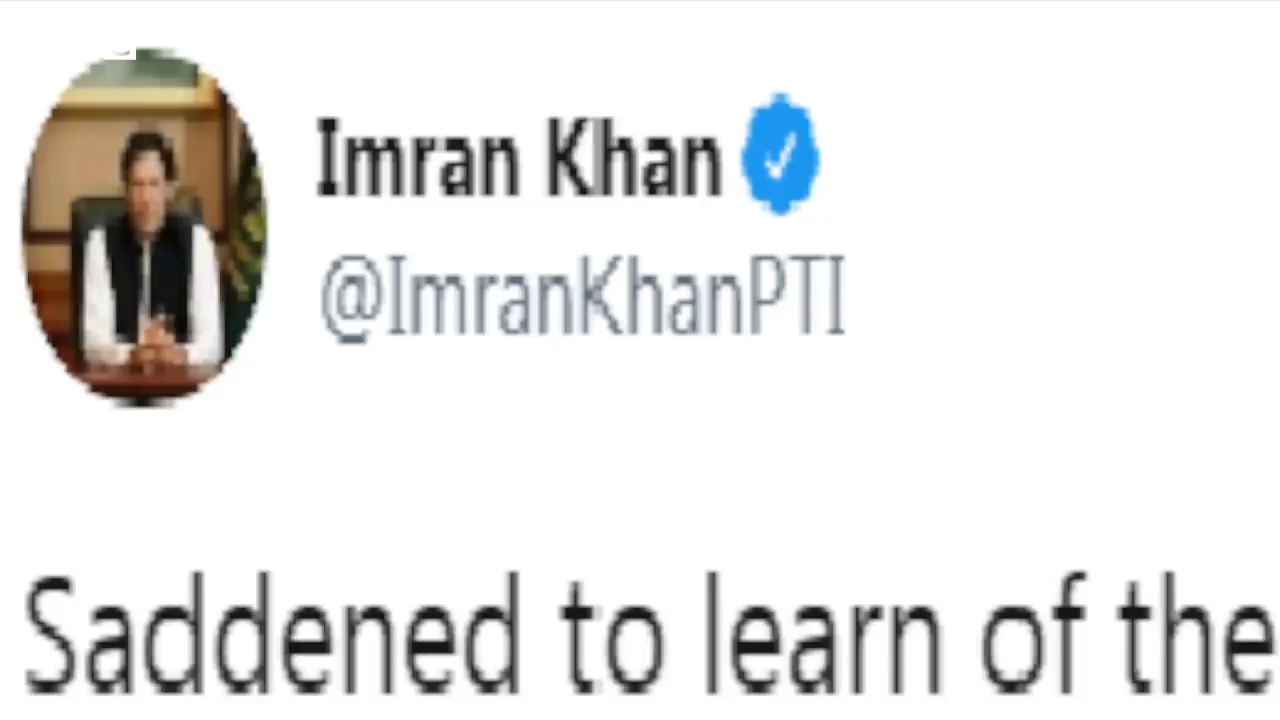 Imran Khan
@ImranKhanPTI
Saddened to learn of the